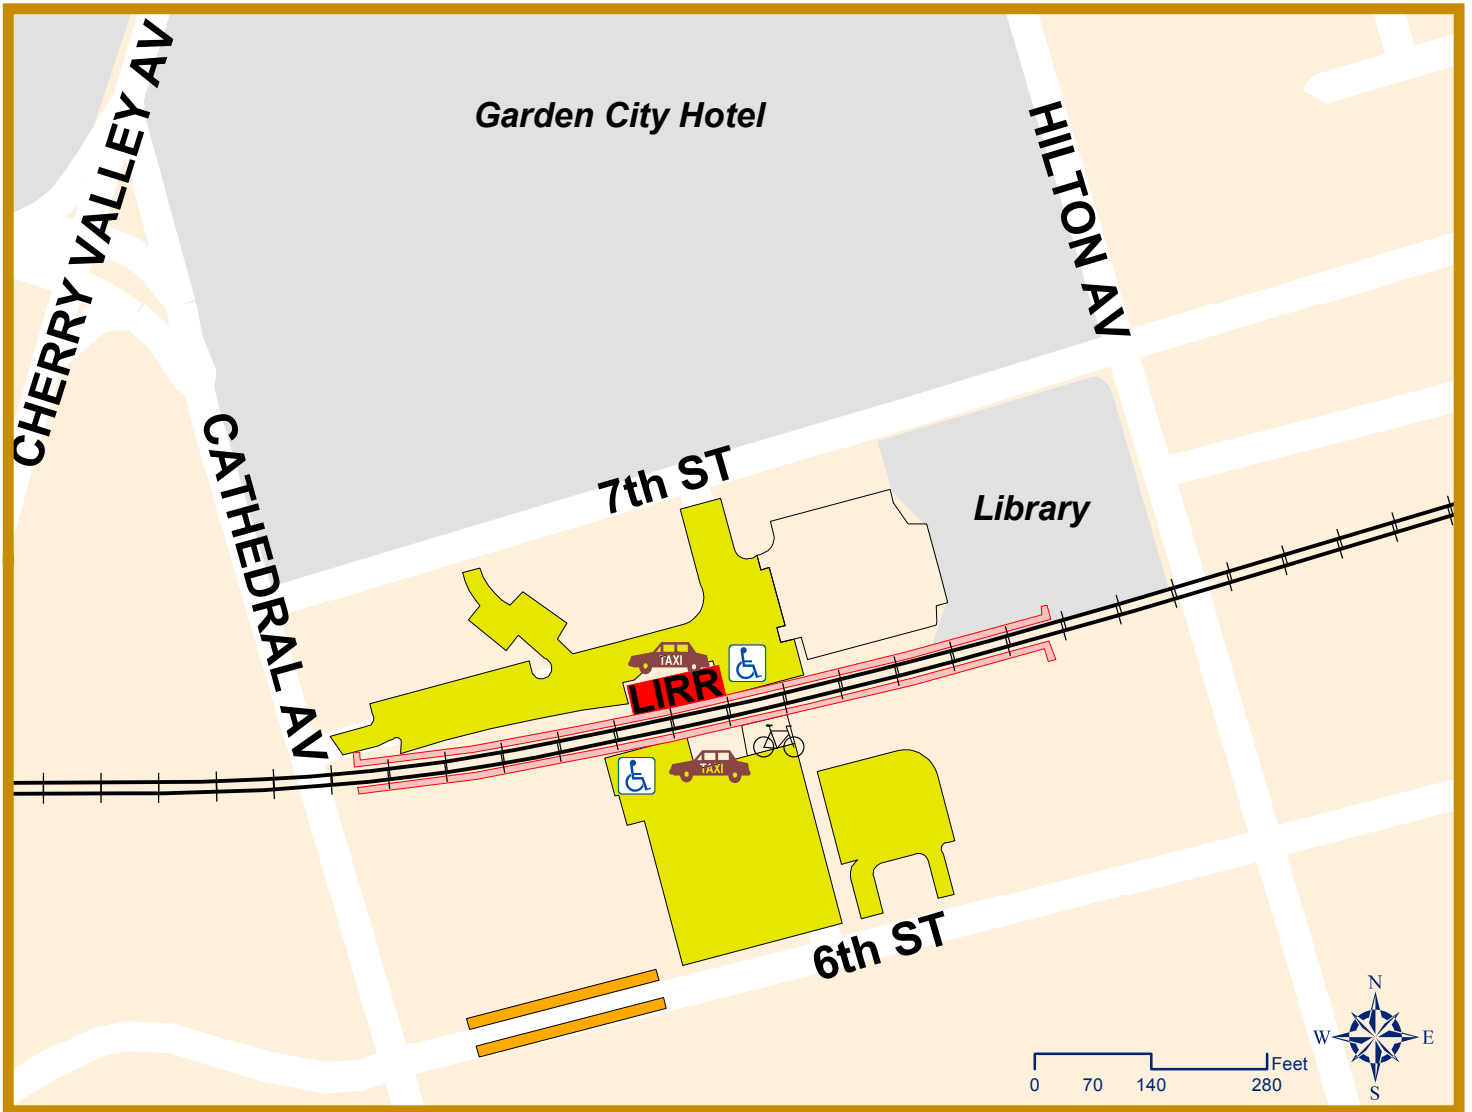 CHERRY VALLEY AV
Garden City Hotel
HILTON AV
CATHEDRAL AV
7th ST
Library
TAXI
LIRR
TAXI
6th ST
N
W
E
S
Feet
0 70 140 280